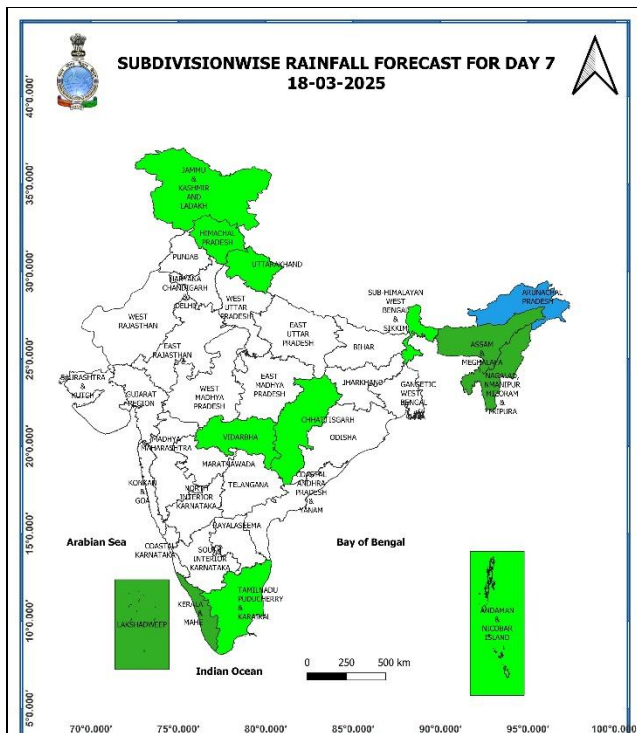 SUBDIVISIONWISE RAINFALL FORECAST FOR DAY 7
18-03-2025
40°0.000'
35°0.000'
30°0.000'
25°0.000'
20°0.000'
15°0.000'
10°0.000'
5°0.000'
JAMMU
&
KASHMIR
AND
LADAKH
HIMACHAL
PRADESH
PUNJAB
UTTARAKHAND
CHANDIGARH
&
DELHI
WEST
RAJASTHAN
WEST
UTTAR
PRADESH
EAST
RAJASTHAN
EAST
UTTAR
PRADESH
SUB-HIMALAYAN
WEST
BENGAL
&
SIKKIM
BIHAR
ARUNACHAL
PRADESH
ASSAM
&
MEGHALAYA
MANIPUR
MIZORAM
&
TRIPURA
SAURASHTRA
&
KUTCH
GUJARAT
REGION
WEST
MADHYA
PRADESH
EAST
MADHYA
PRADESH
JHARKHAND
GANGETIC
WEST
BENGAL
CHHATTISGARH
ODISHA
VIDARBHA
MADHYA
MAHARASHTRA
MARATHAWADA
KONKAN
&
GOA
NORTH
INTERIOR
KARNATAKA
TELANGANA
COASTAL
ANDHRA
PRADESH
&
YANAM
RAYALASEEMA
Arabian Sea
COASTAL
KARNATAKA
SOUTH
INTERIOR
KARNATAKA
Bay of Bengal
LAKSHADWEEP
KERALA
&
MAHE
TAMILNADU
PUDUCHERRY
&
KARAIKAL
ANDAMAN
&
NICOBAR
ISLAND
Indian Ocean
0 250 500 km
70°0.000' 75°0.000' 80°0.000' 85°0.000' 90°0.000' 95°0.000' 100°0.000'